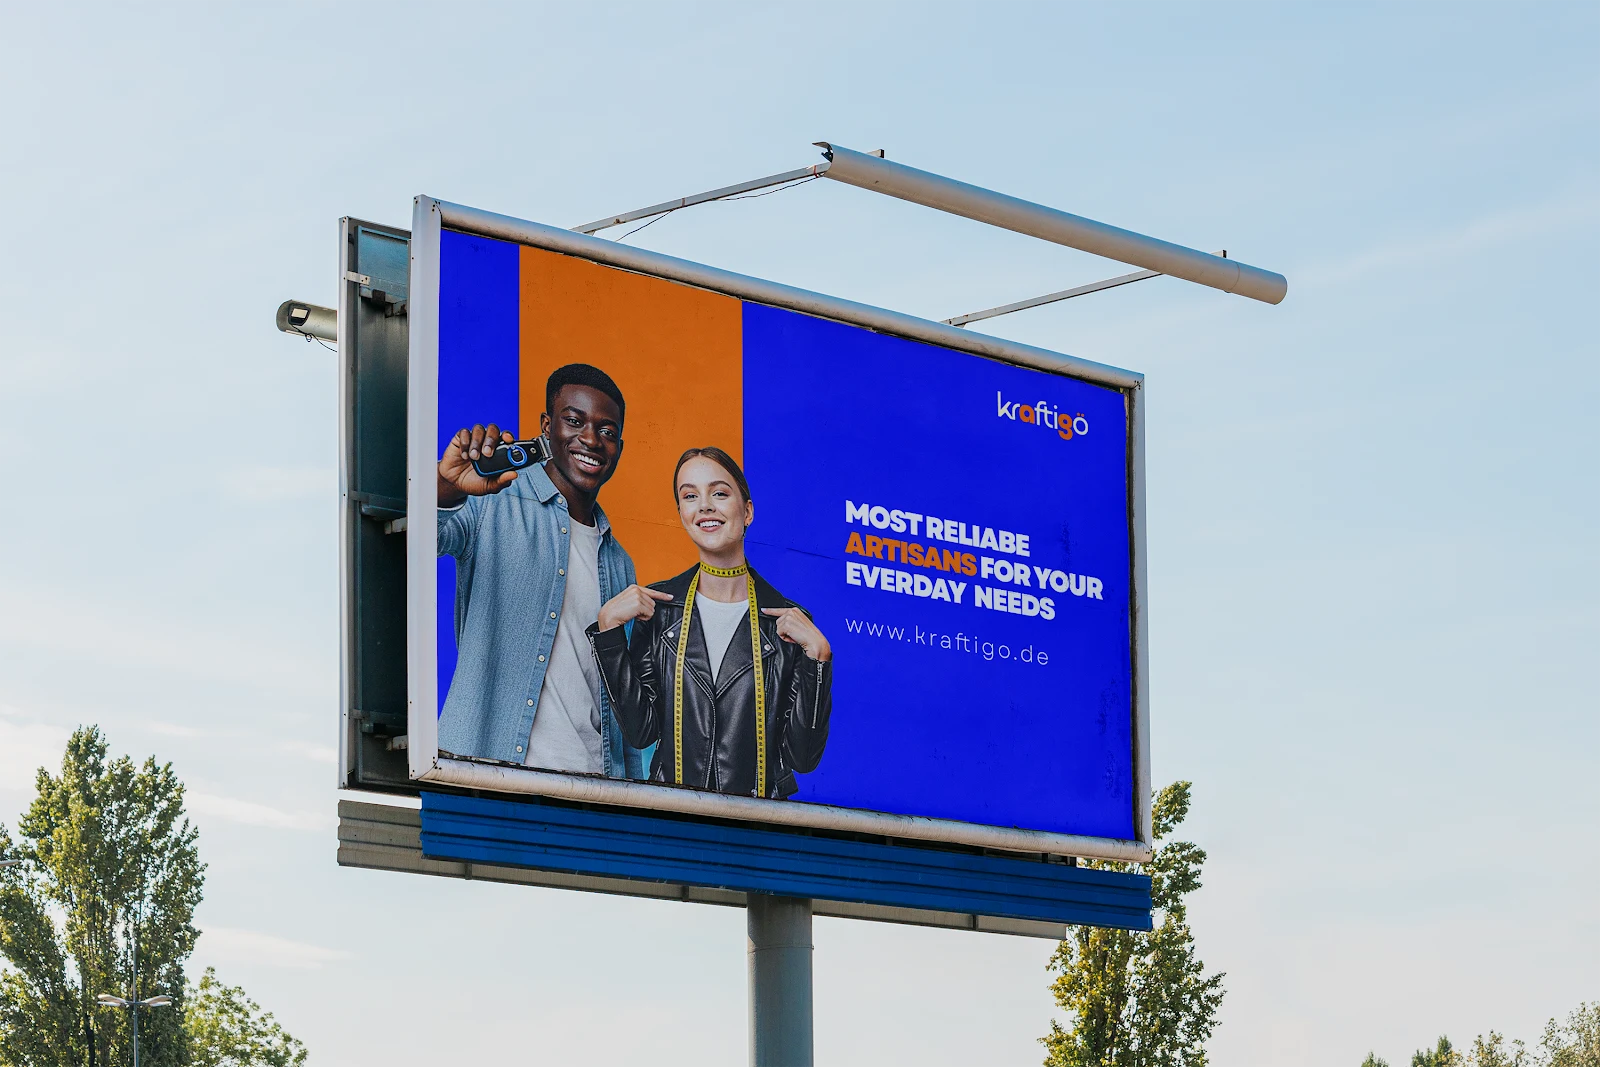 kraftigö
MOST RELIABE
ARTISANS FOR YOUR
EVERDAY NEEDS
www.kraftigo.de